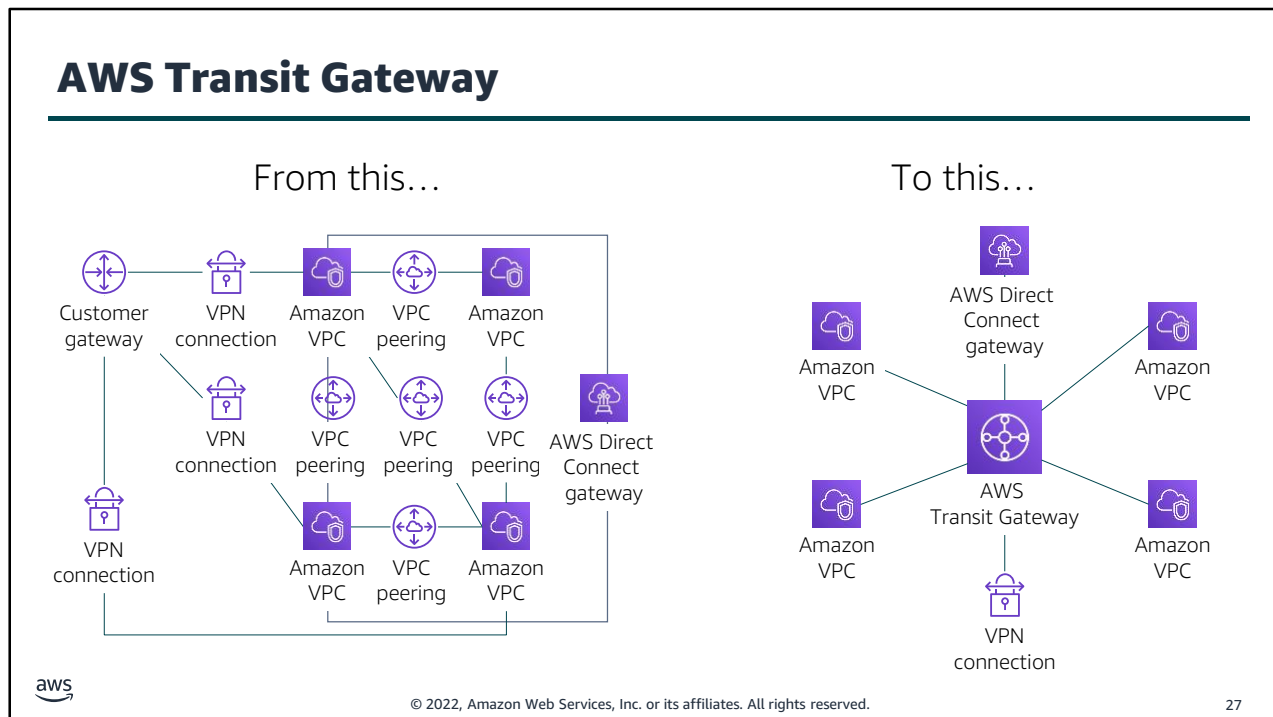 AWS Transit Gateway
From this…
To this…
Customer
gateway
VPN
connection
Amazon
VPC
VPC
peering
Amazon
VPC
VPN
connection
VPC
peering
VPC
peering
VPC
peering
AWS Direct
Connect
gateway
VPN
connection
Amazon
VPC
VPC
peering
Amazon
VPC
AWS Direct
Connect
gateway
Amazon
VPC
Amazon
VPC
AWS
Transit Gateway
Amazon
VPC
Amazon
VPC
VPN
connection
aws
© 2022, Amazon Web Services, Inc. or its affiliates. All rights reserved.
27